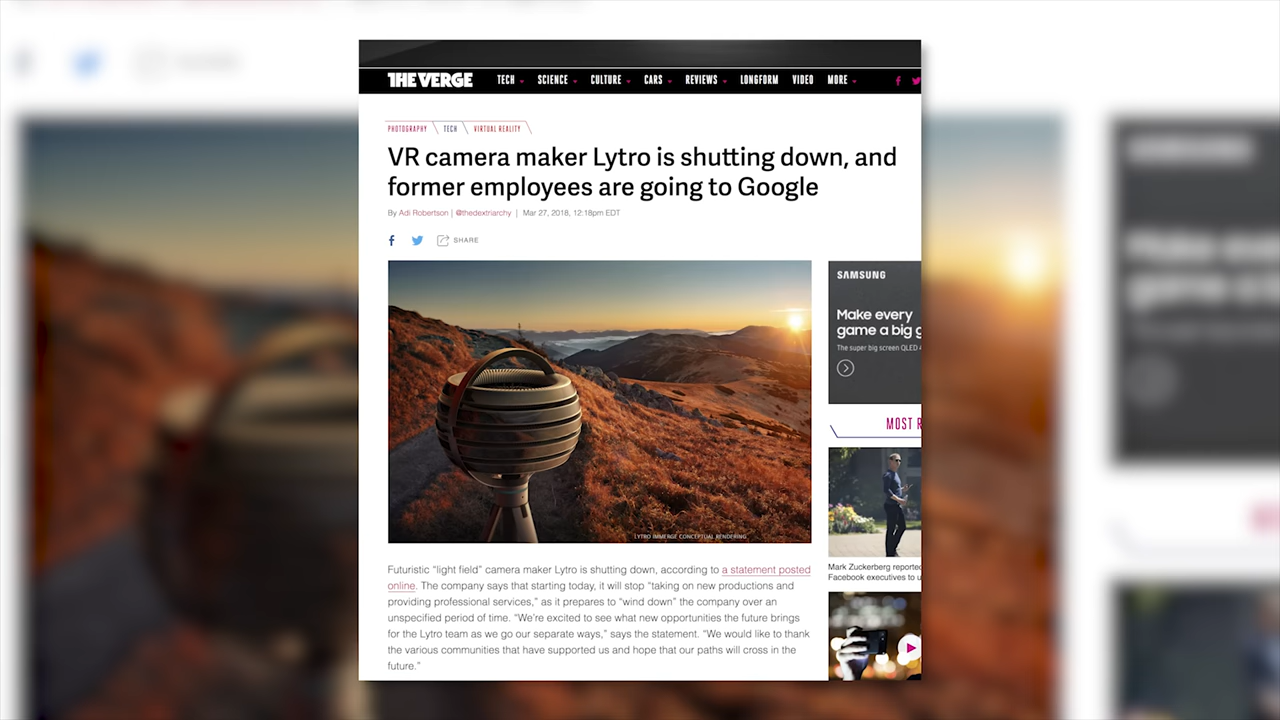 THE VERGE
TECH SCIENCE CULTURE CARS REVIEWS LONGFORM VIDEO MORE
PHOTOGRAPHY TECH VIRTUAL REALITY
VR camera maker Lytro is shutting down, and
former employees are going to Google
By Adi Robertson | @thedextriarchy | Mar 27, 2018, 12:18pm EDT
SHARE
LYTRO IMMERGE CONCEPTUAL RENDERING
Futuristic “light field” camera maker Lytro is shutting down, according to a statement posted
online. The company says that starting today, it will stop “taking on new productions and
providing professional services,” as it prepares to “wind down” the company over an
unspecified period of time. “We’re excited to see what new opportunities the future brings
for the Lytro team as we go our separate ways,” says the statement. “We would like to thank
the various communities that have supported us and hope that our paths will cross in the
future.”
SAMSUNG
Make every
game a big
The super big screen QLED
MOST
Mark Zuckerberg
Facebook executives to